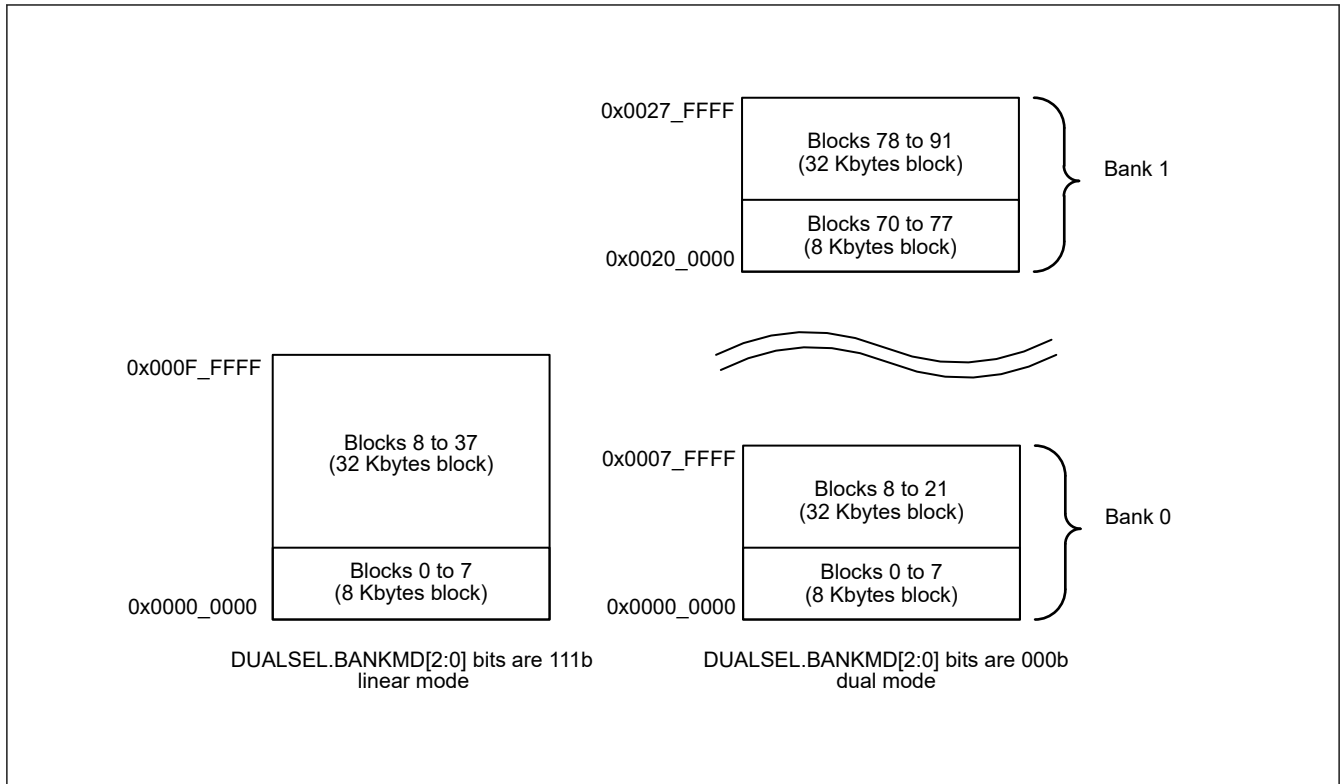 0x0027_FFFF
Blocks 78 to 91
(32 Kbytes block)
Bank 1
Blocks 70 to 77
(8 Kbytes block)
0x0020_0000
0x000F_FFFF
Blocks 8 to 37
(32 Kbytes block)
0x0007_FFFF
Blocks 8 to 21
(32 Kbytes block)
Bank 0
Blocks 0 to 7
(8 Kbytes block)
0x0000_0000
Blocks 0 to 7
(8 Kbytes block)
0x0000_0000
DUALSEL.BANKMD[2:0] bits are 111b
linear mode
DUALSEL.BANKMD[2:0] bits are 000b
dual mode